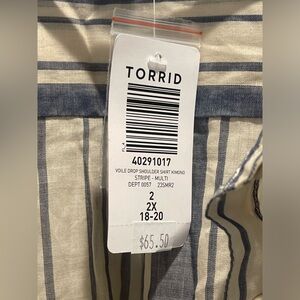 TORRID
40291017
VOILE DROP SHOULDER SHIRT KIMONO
STRIPE - MULTI
DEPT 0057 23SMR2
2
2X
18-20
$65.50